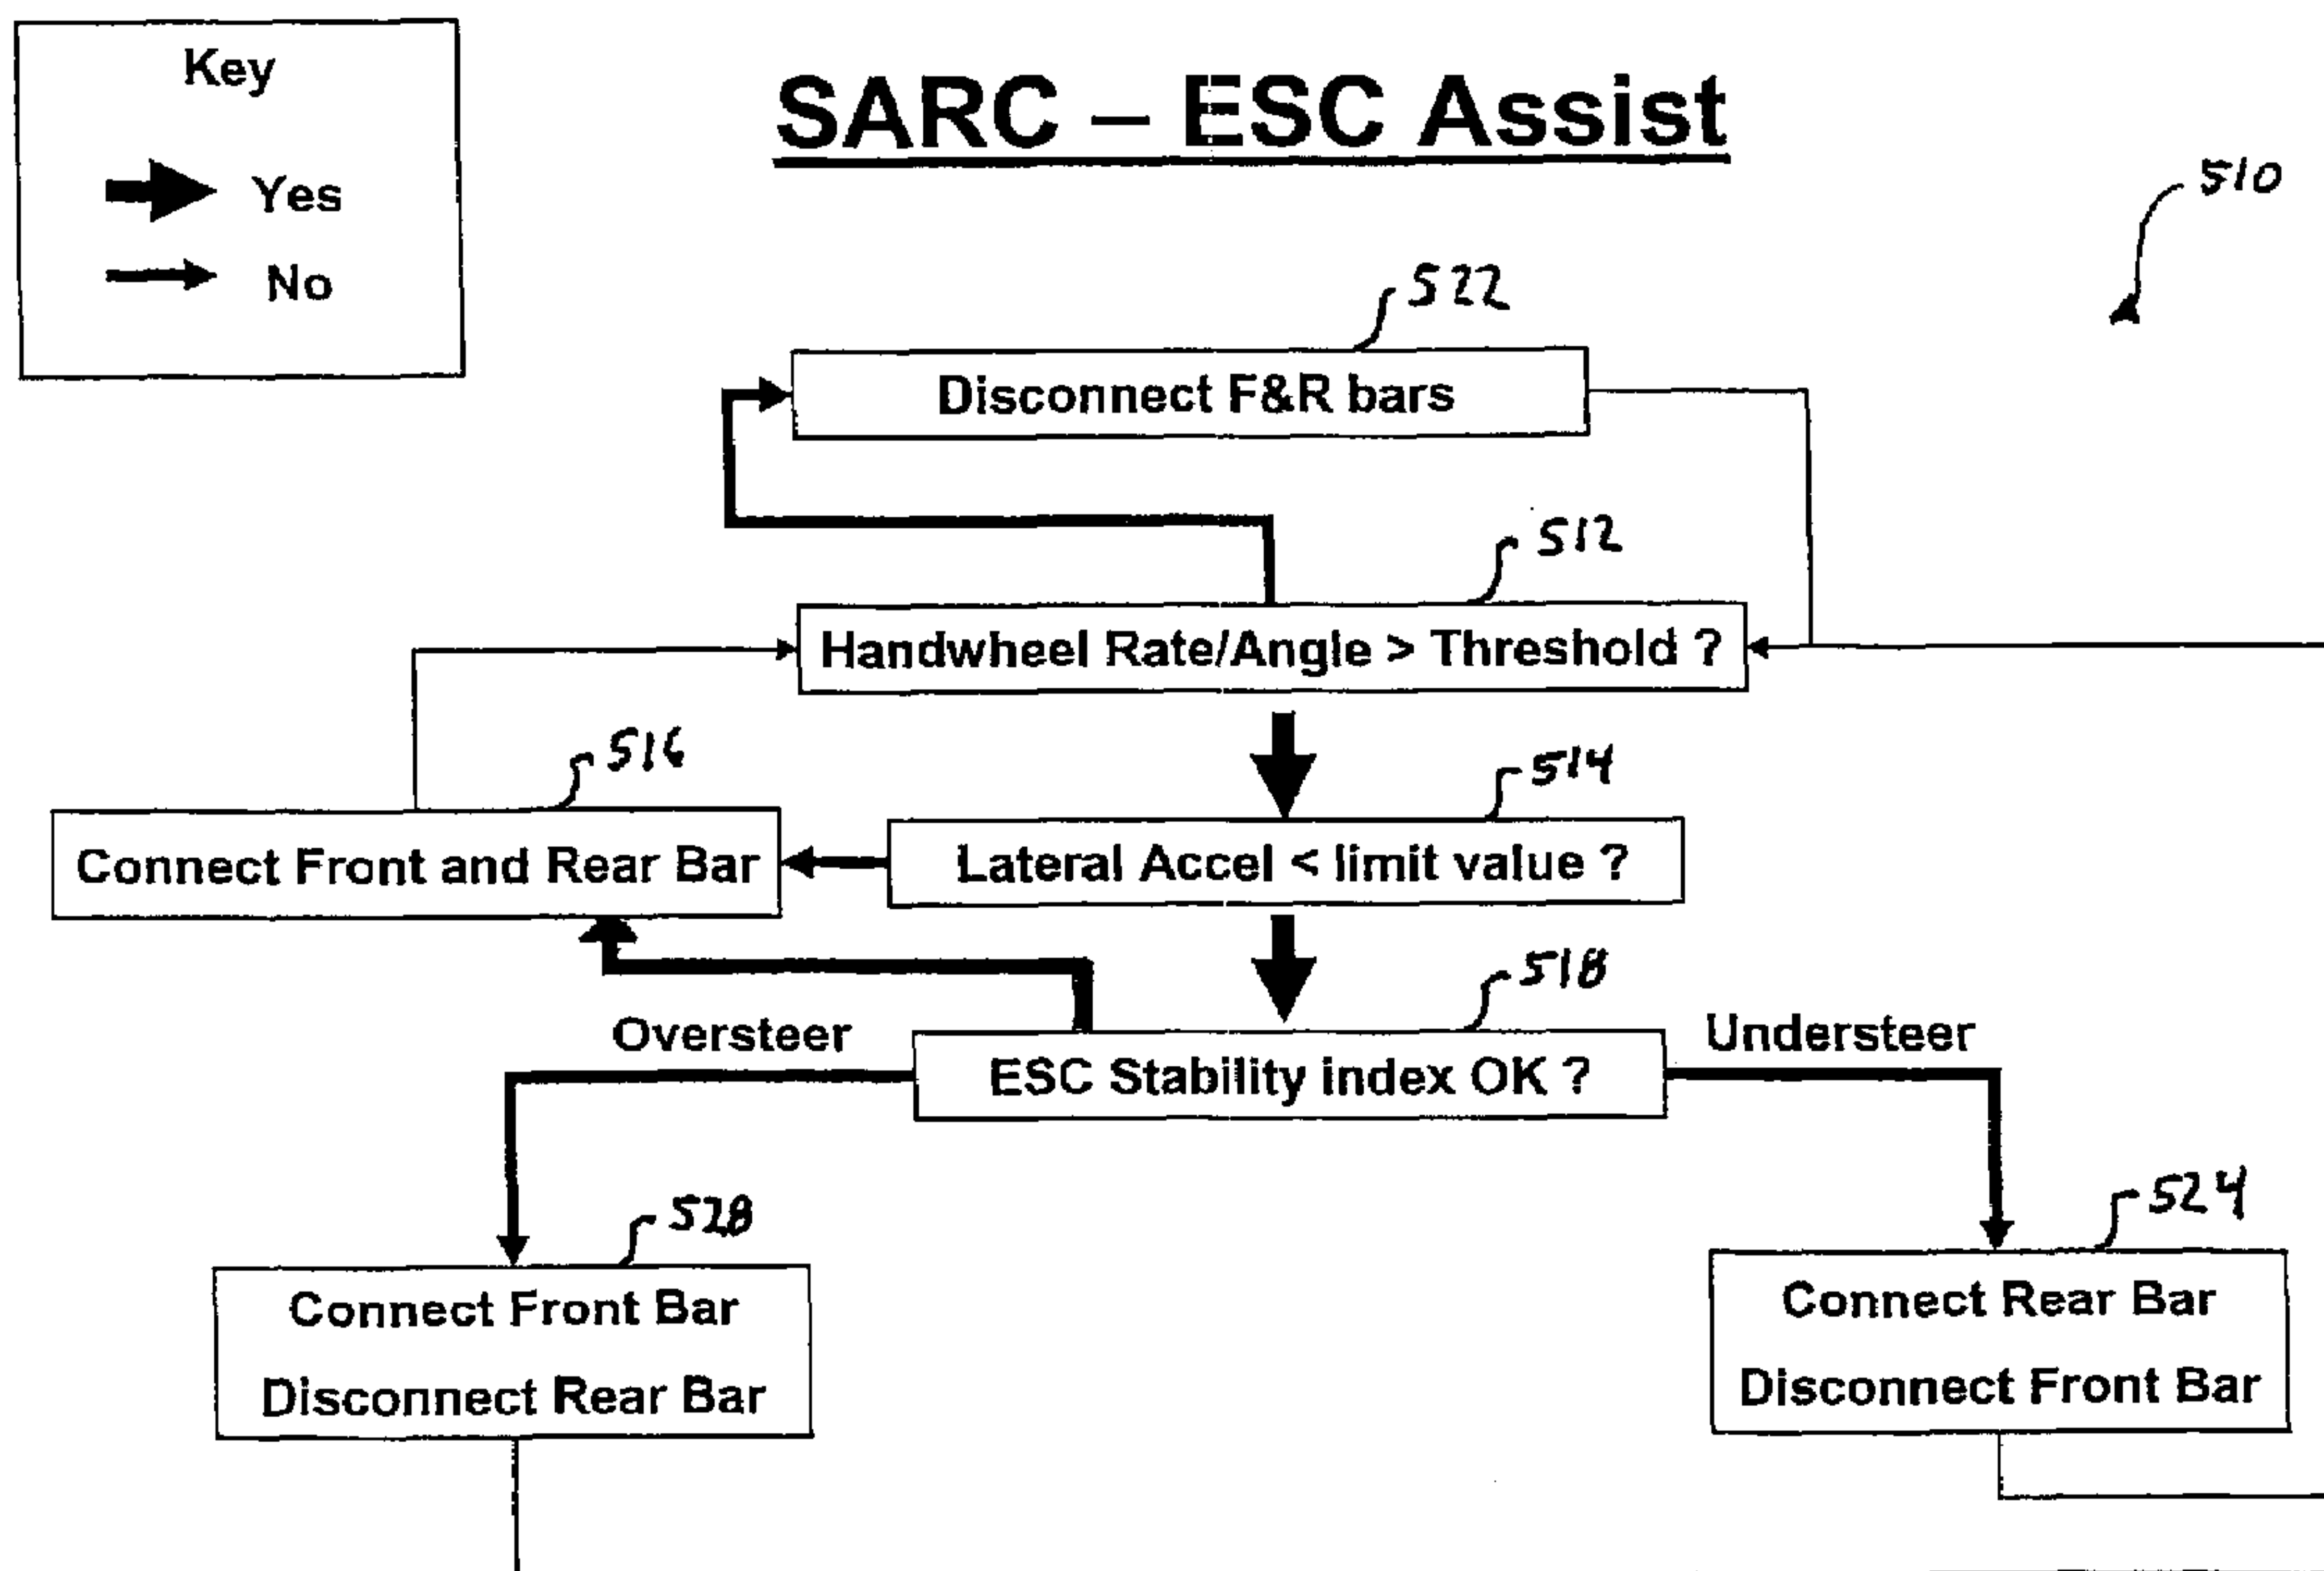 Key
Yes
No
SARC – ESC Assist
510
522
Disconnect F&R bars
512
Handwheel Rate/Angle > Threshold ?
516
514
Connect Front and Rear Bar
Lateral Accel < limit value ?
518
Oversteer
Understeer
ESC Stability index OK ?
528
524
Connect Front Bar
Disconnect Rear Bar
Connect Rear Bar
Disconnect Front Bar